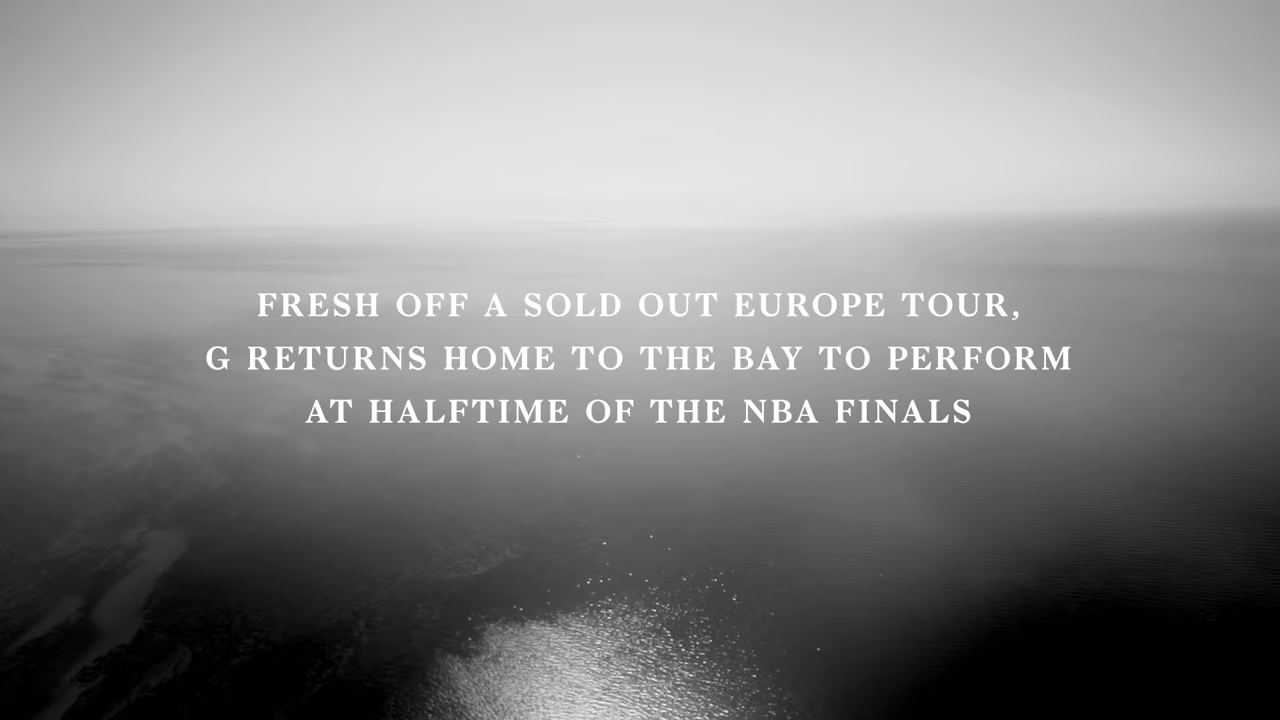 FRESH OFF A SOLD OUT EUROPE TOUR,
G RETURNS HOME TO THE BAY TO PERFORM
AT HALFTIME OF THE NBA FINALS